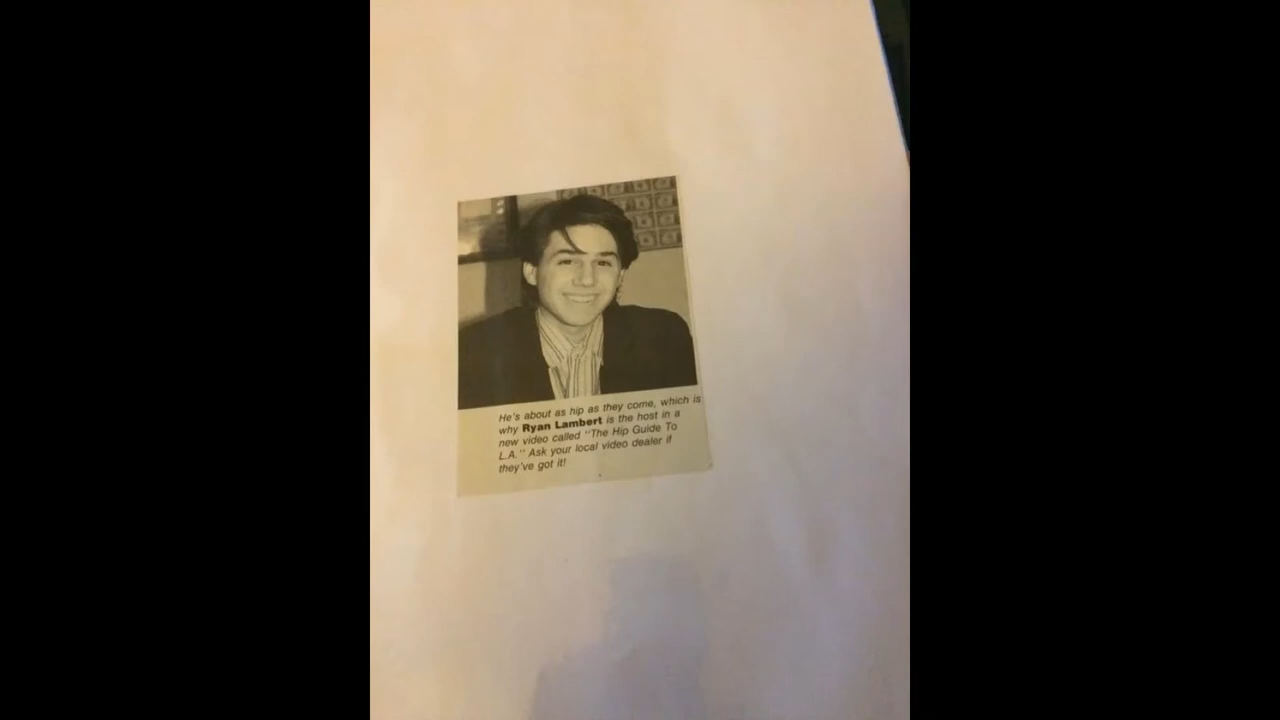 He's about as hip as they come, which is
why Ryan Lambert is the host in a
new video called "The Hip Guide To
L.A." Ask your local video dealer if
they've got it!